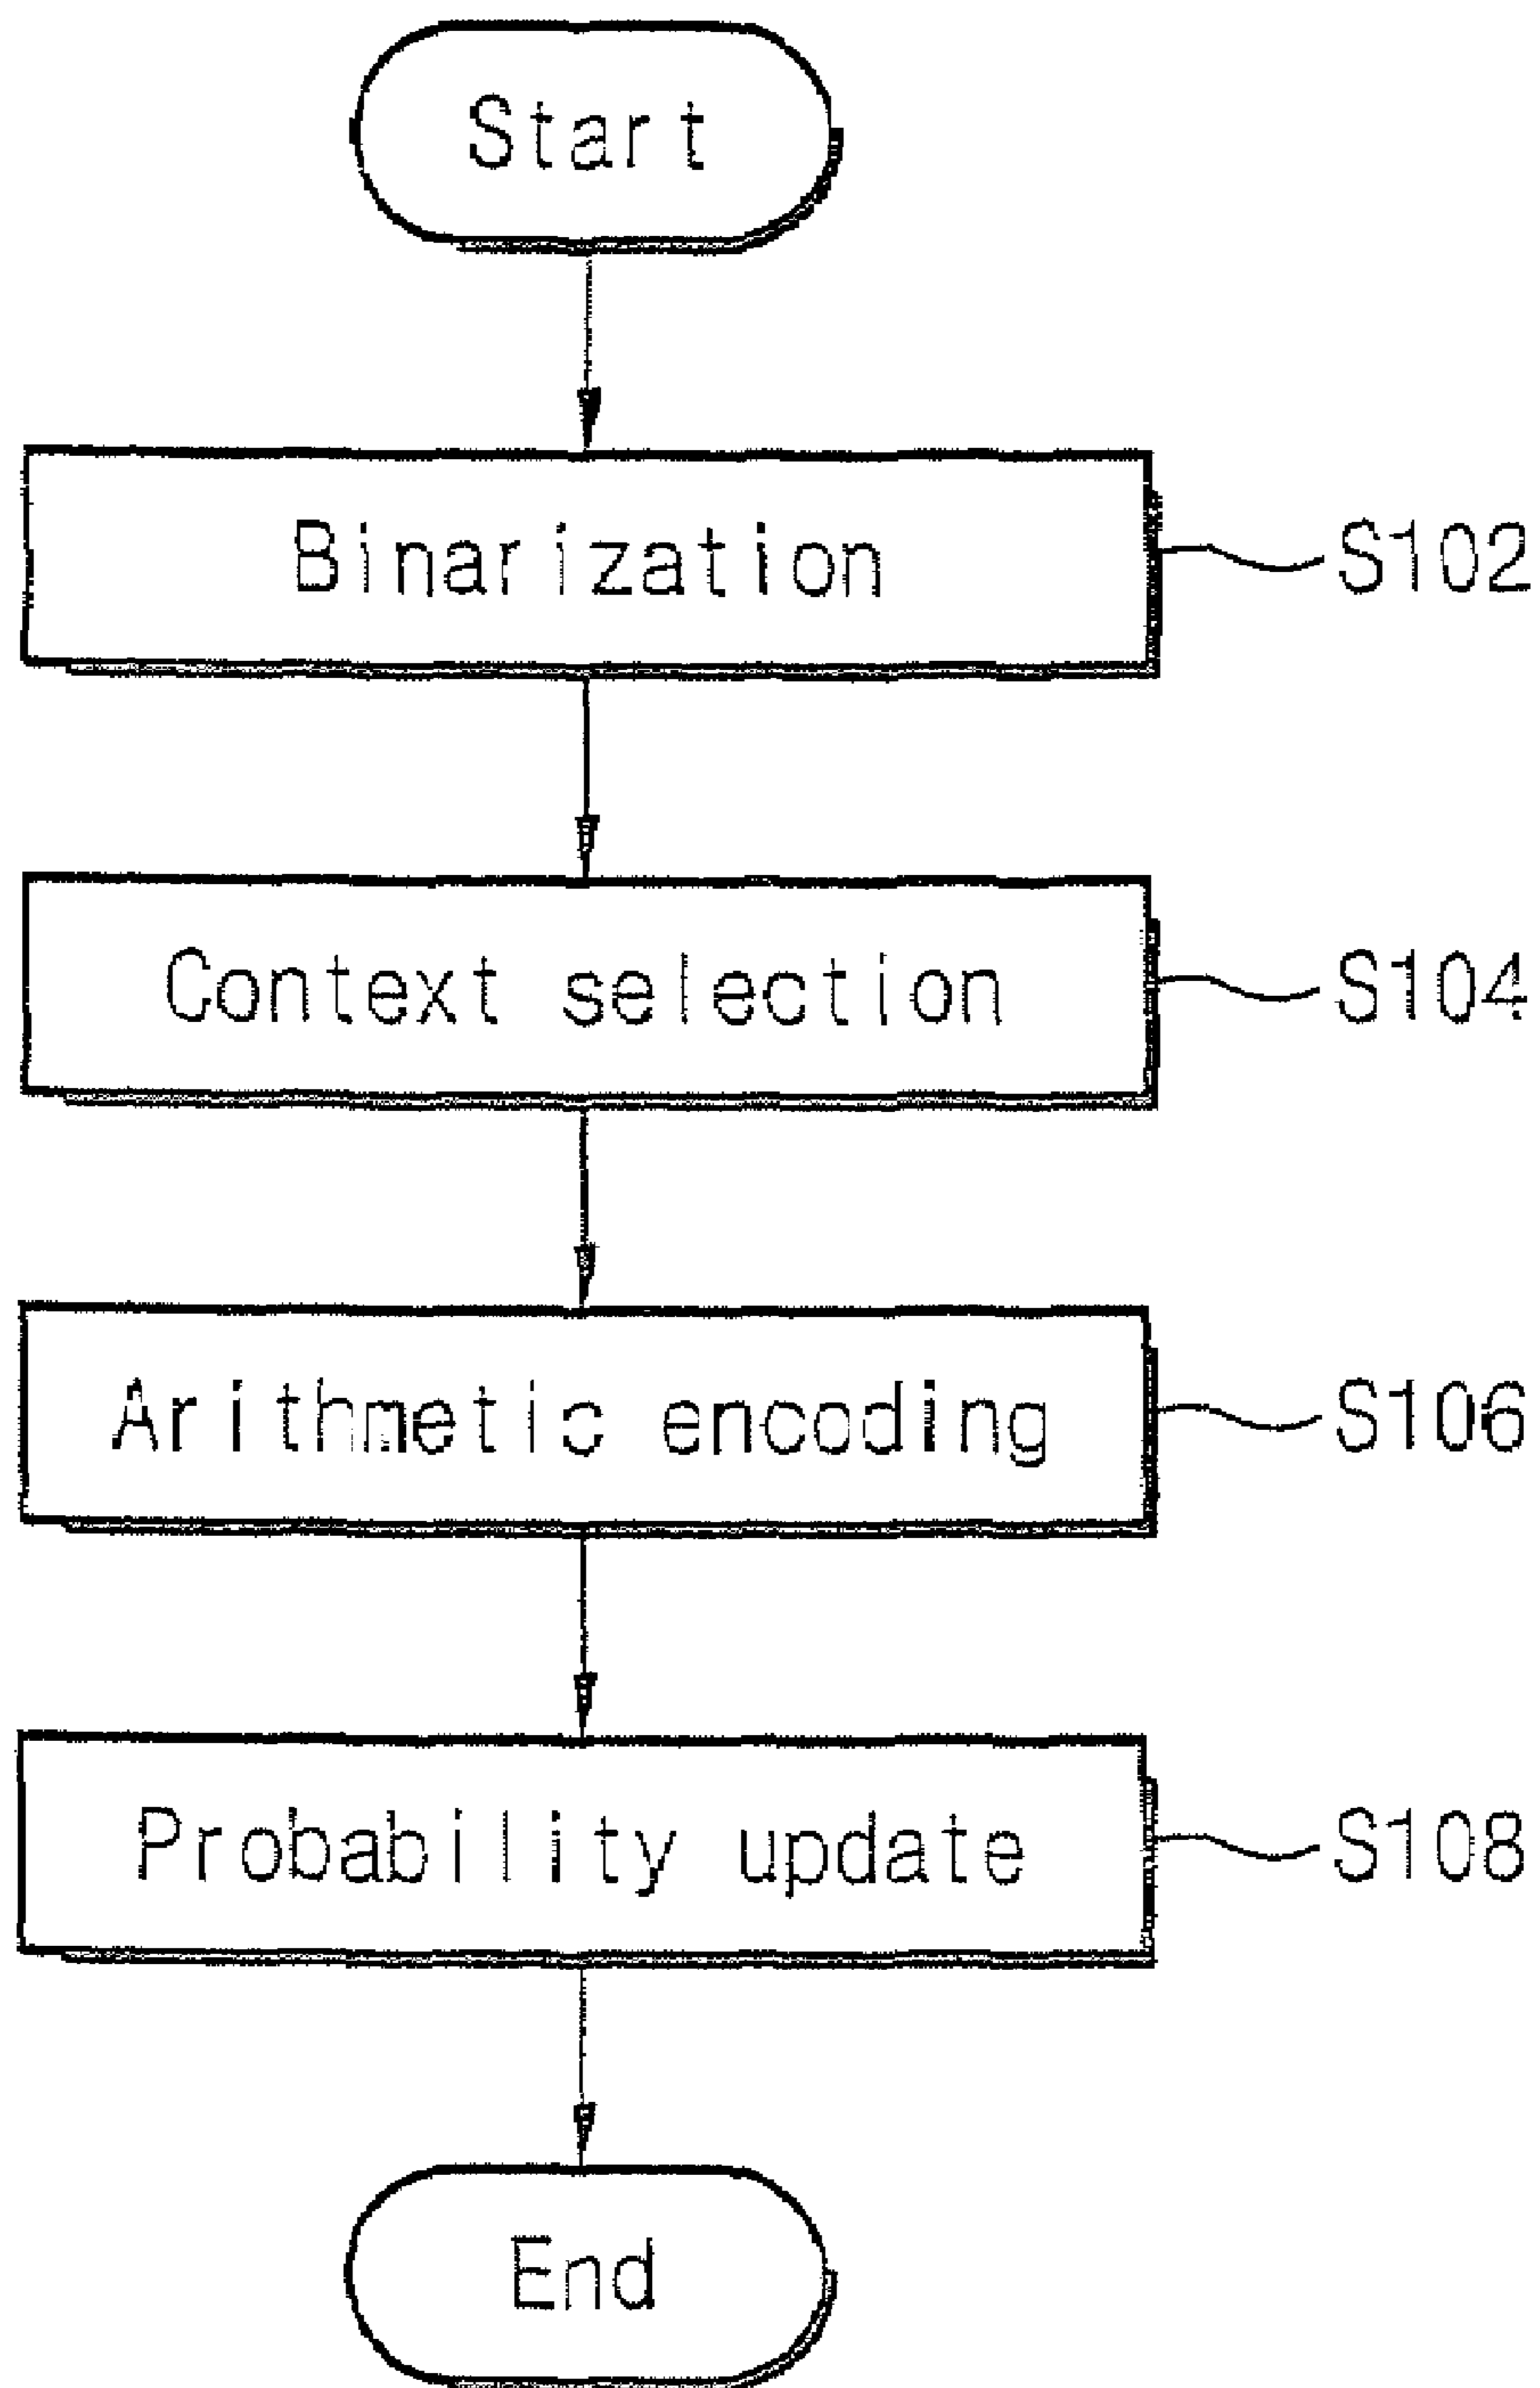 Start
Binarization
S102
Context selection
S104
Arithmetic encoding
S106
Probability update
S108
End